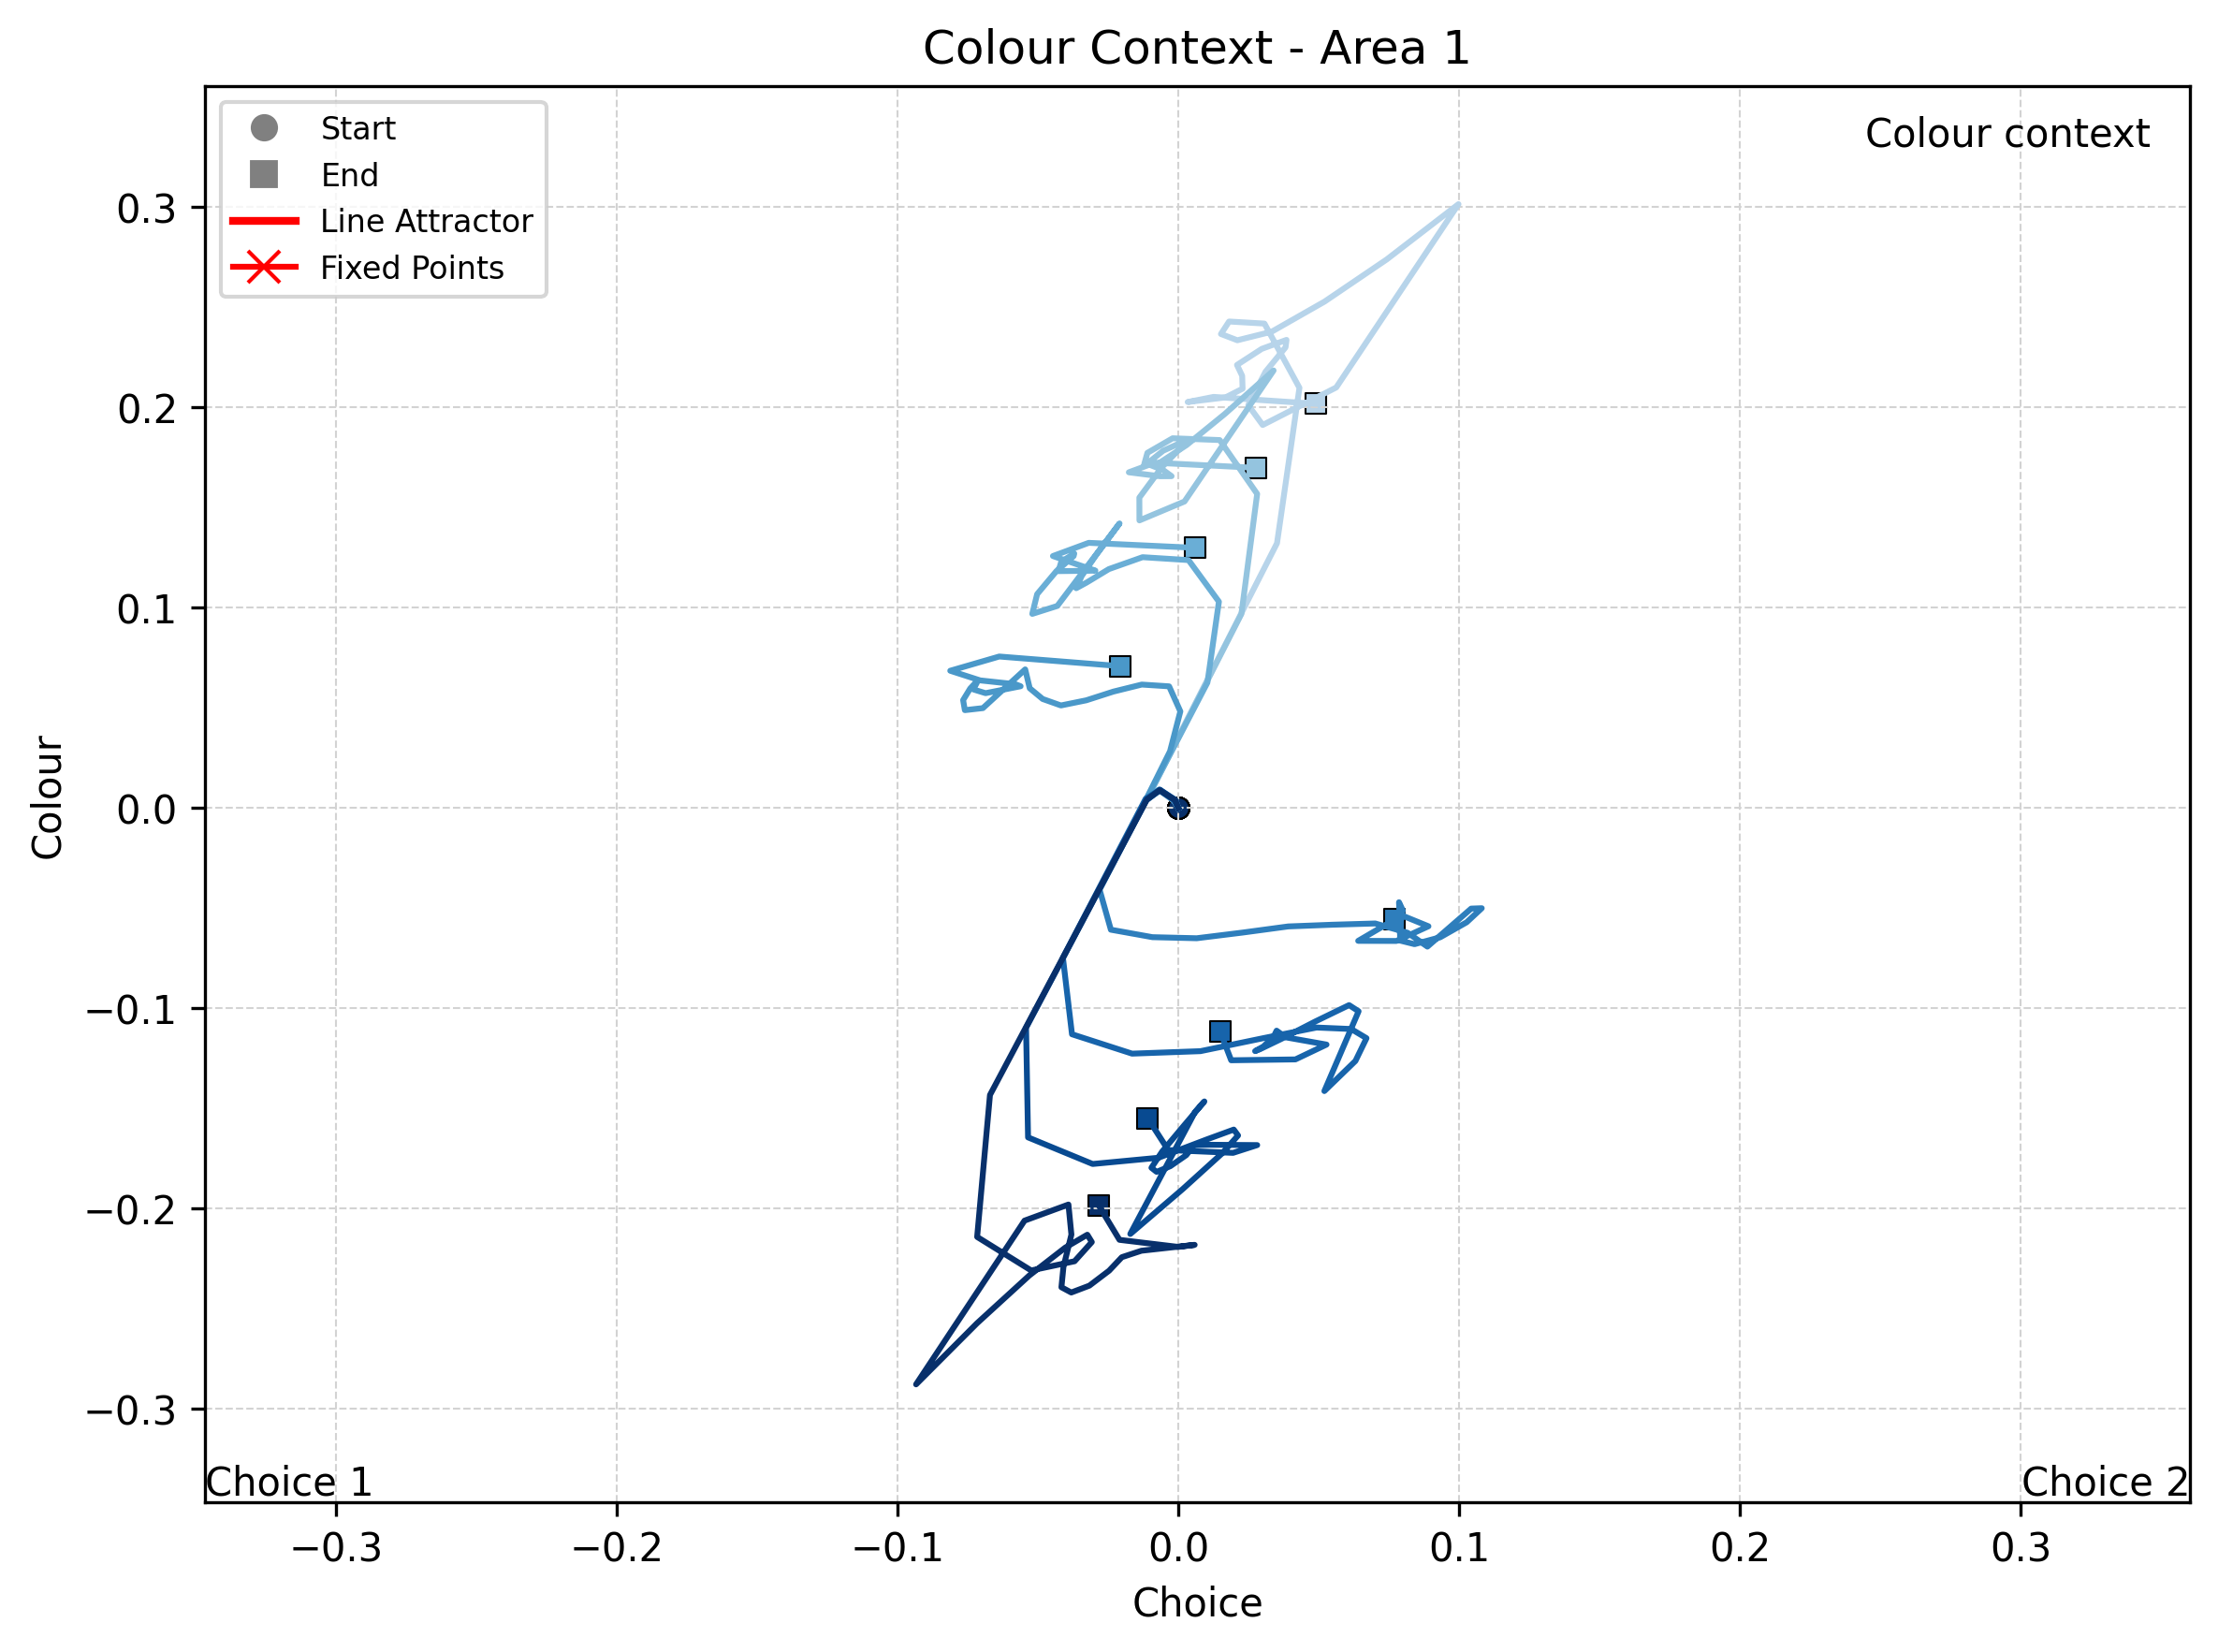 Colour Context - Area 1
Start
End
Line Attractor
Fixed Points
Colour context
0.3
0.2
0.1
0.0
−0.1
−0.2
−0.3
Colour
Choice 1
Choice 2
−0.3
−0.2
−0.1
0.0
0.1
0.2
0.3
Choice